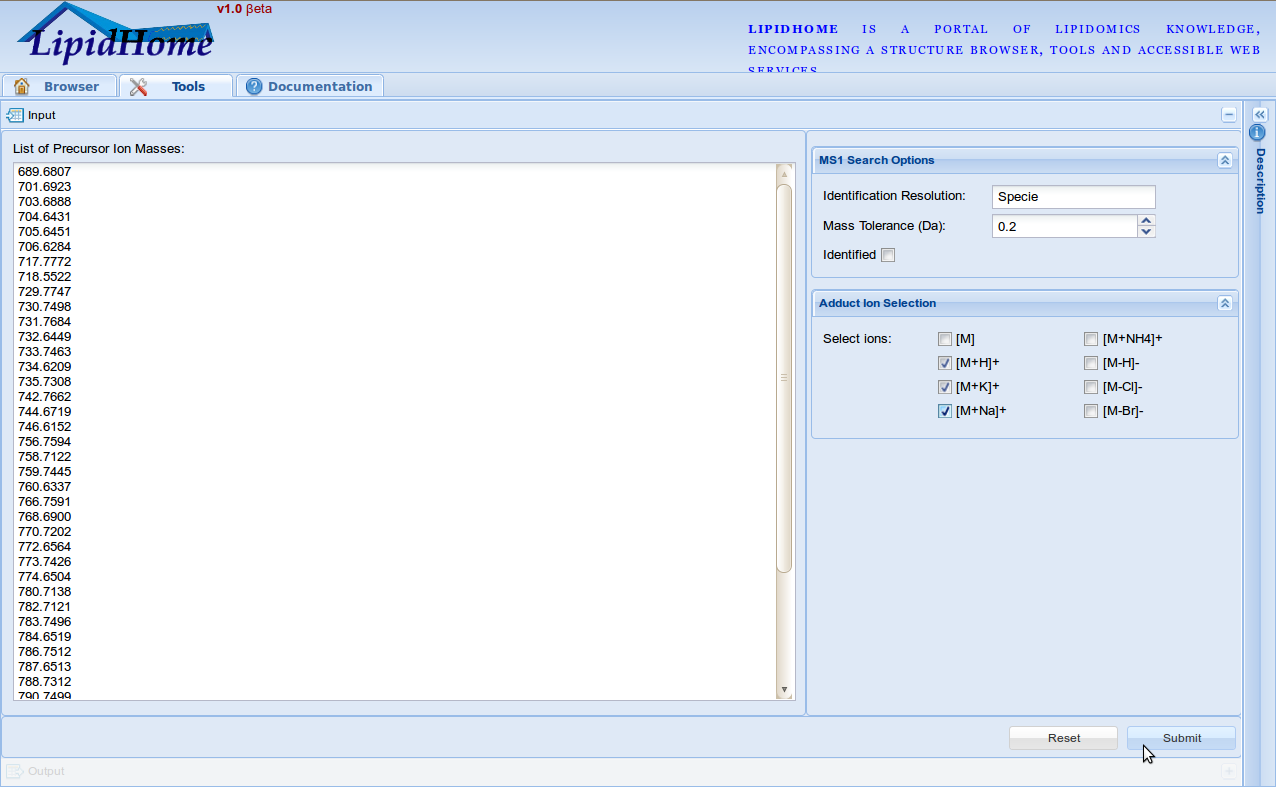 v1.0 βeta
LipidHome
LIPIDHOME IS A PORTAL OF LIPIDOMICS KNOWLEDGE,
ENCOMPASSING A STRUCTURE BROWSER, TOOLS AND ACCESSIBLE WEB
SERVICES
Browser
Tools
Documentation
Input
List of Precursor Ion Masses:
689.6807
701.6923
703.6888
704.6431
705.6451
706.6284
717.7772
718.5522
729.7747
730.7498
731.7684
732.6449
733.7463
734.6209
735.7308
742.7662
744.6719
746.6152
756.7594
758.7122
759.7445
760.6337
766.7591
768.6900
770.7202
772.6564
773.7426
774.6504
780.7138
782.7121
783.7496
784.6519
786.7512
787.6513
788.7312
790.7499
MS1 Search Options
Identification Resolution: Specie
Mass Tolerance (Da): 0.2
Identified
Adduct Ion Selection
Select ions: [M] [M+NH4]+
[M+H]+ [M-H]-
[M+K]+ [M-Cl]-
[M+Na]+ [M-Br]-
Description
Reset
Submit
Output